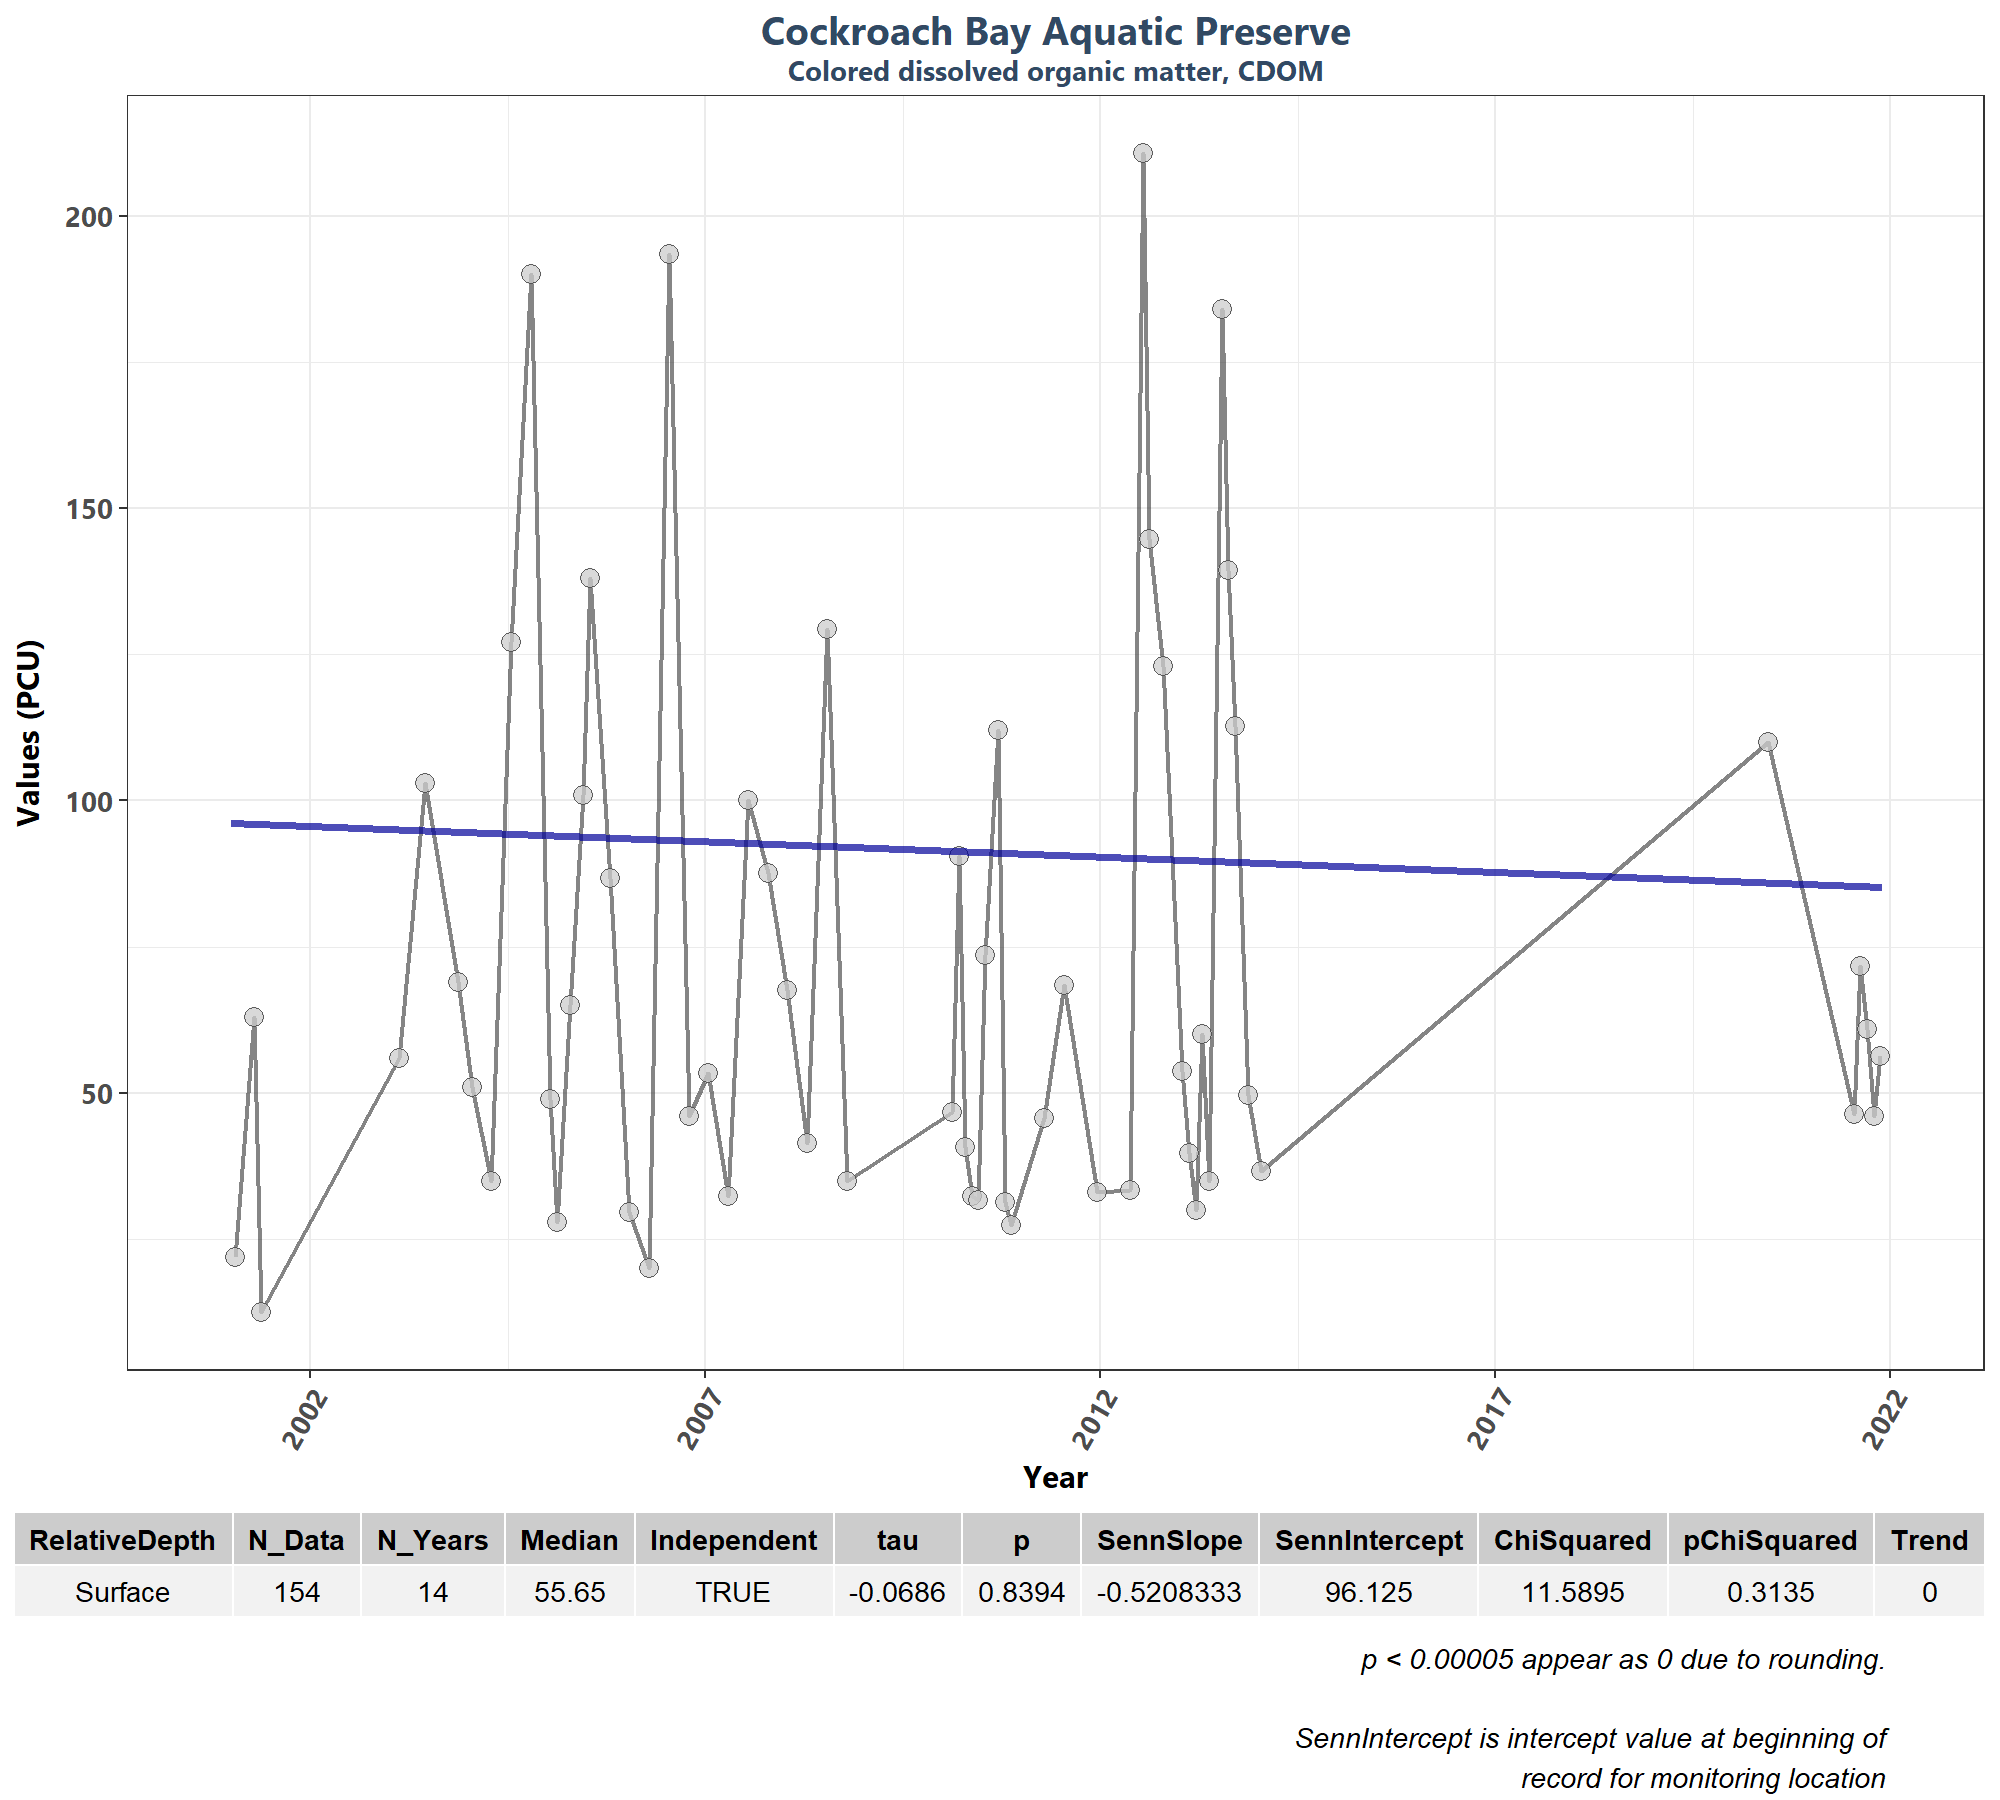 Cockroach Bay Aquatic Preserve
Colored dissolved organic matter, CDOM
Values (PCU)
200
150
100
50
2002 2007 2012 2017 2022
Year
RelativeDepth N_Data N_Years Median Independent tau p SennSlope SennIntercept ChiSquared pChiSquared Trend
Surface 154 14 55.65 TRUE -0.0686 0.8394 -0.5208333 96.125 11.5895 0.3135 0
p < 0.00005 appear as 0 due to rounding.
SennIntercept is intercept value at beginning of
record for monitoring location